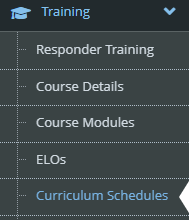 Training
Responder Training
Course Details
Course Modules
ELOs
Curriculum Schedules